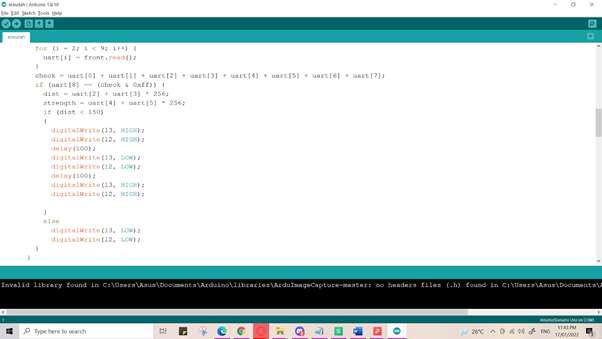 sesudah | Arduino 1.8.10
File Edit Sketch Tools Help
sesudah
for (i = 2; i < 9; i++) {
uart[i] = front.read();
}
check = uart[0] + uart[1] + uart[2] + uart[3] + uart[4] + uart[5] + uart[6] + uart[7];
if (uart[8] == (check & 0xff)) {
dist = uart[2] + uart[3] * 256;
strength = uart[4] + uart[5] * 256;
if (dist < 150)
{
digitalWrite(13, HIGH);
digitalWrite(12, HIGH);
delay(100);
digitalWrite(13, LOW);
digitalWrite(12, LOW);
delay(100);
digitalWrite(13, HIGH);
digitalWrite(12, HIGH);
}
else
digitalWrite(13, LOW);
digitalWrite(12, LOW);
}
}
Invalid library found in C:\Users\Asus\Documents\Arduino\libraries\ArduImageCapture-master: no headers files (.h) found in C:\Users\Asus\Documents\A
1
Arduino/Genuino Uno on COM5
Type here to search
26°C
ENG
11:43 PM
17/01/2022